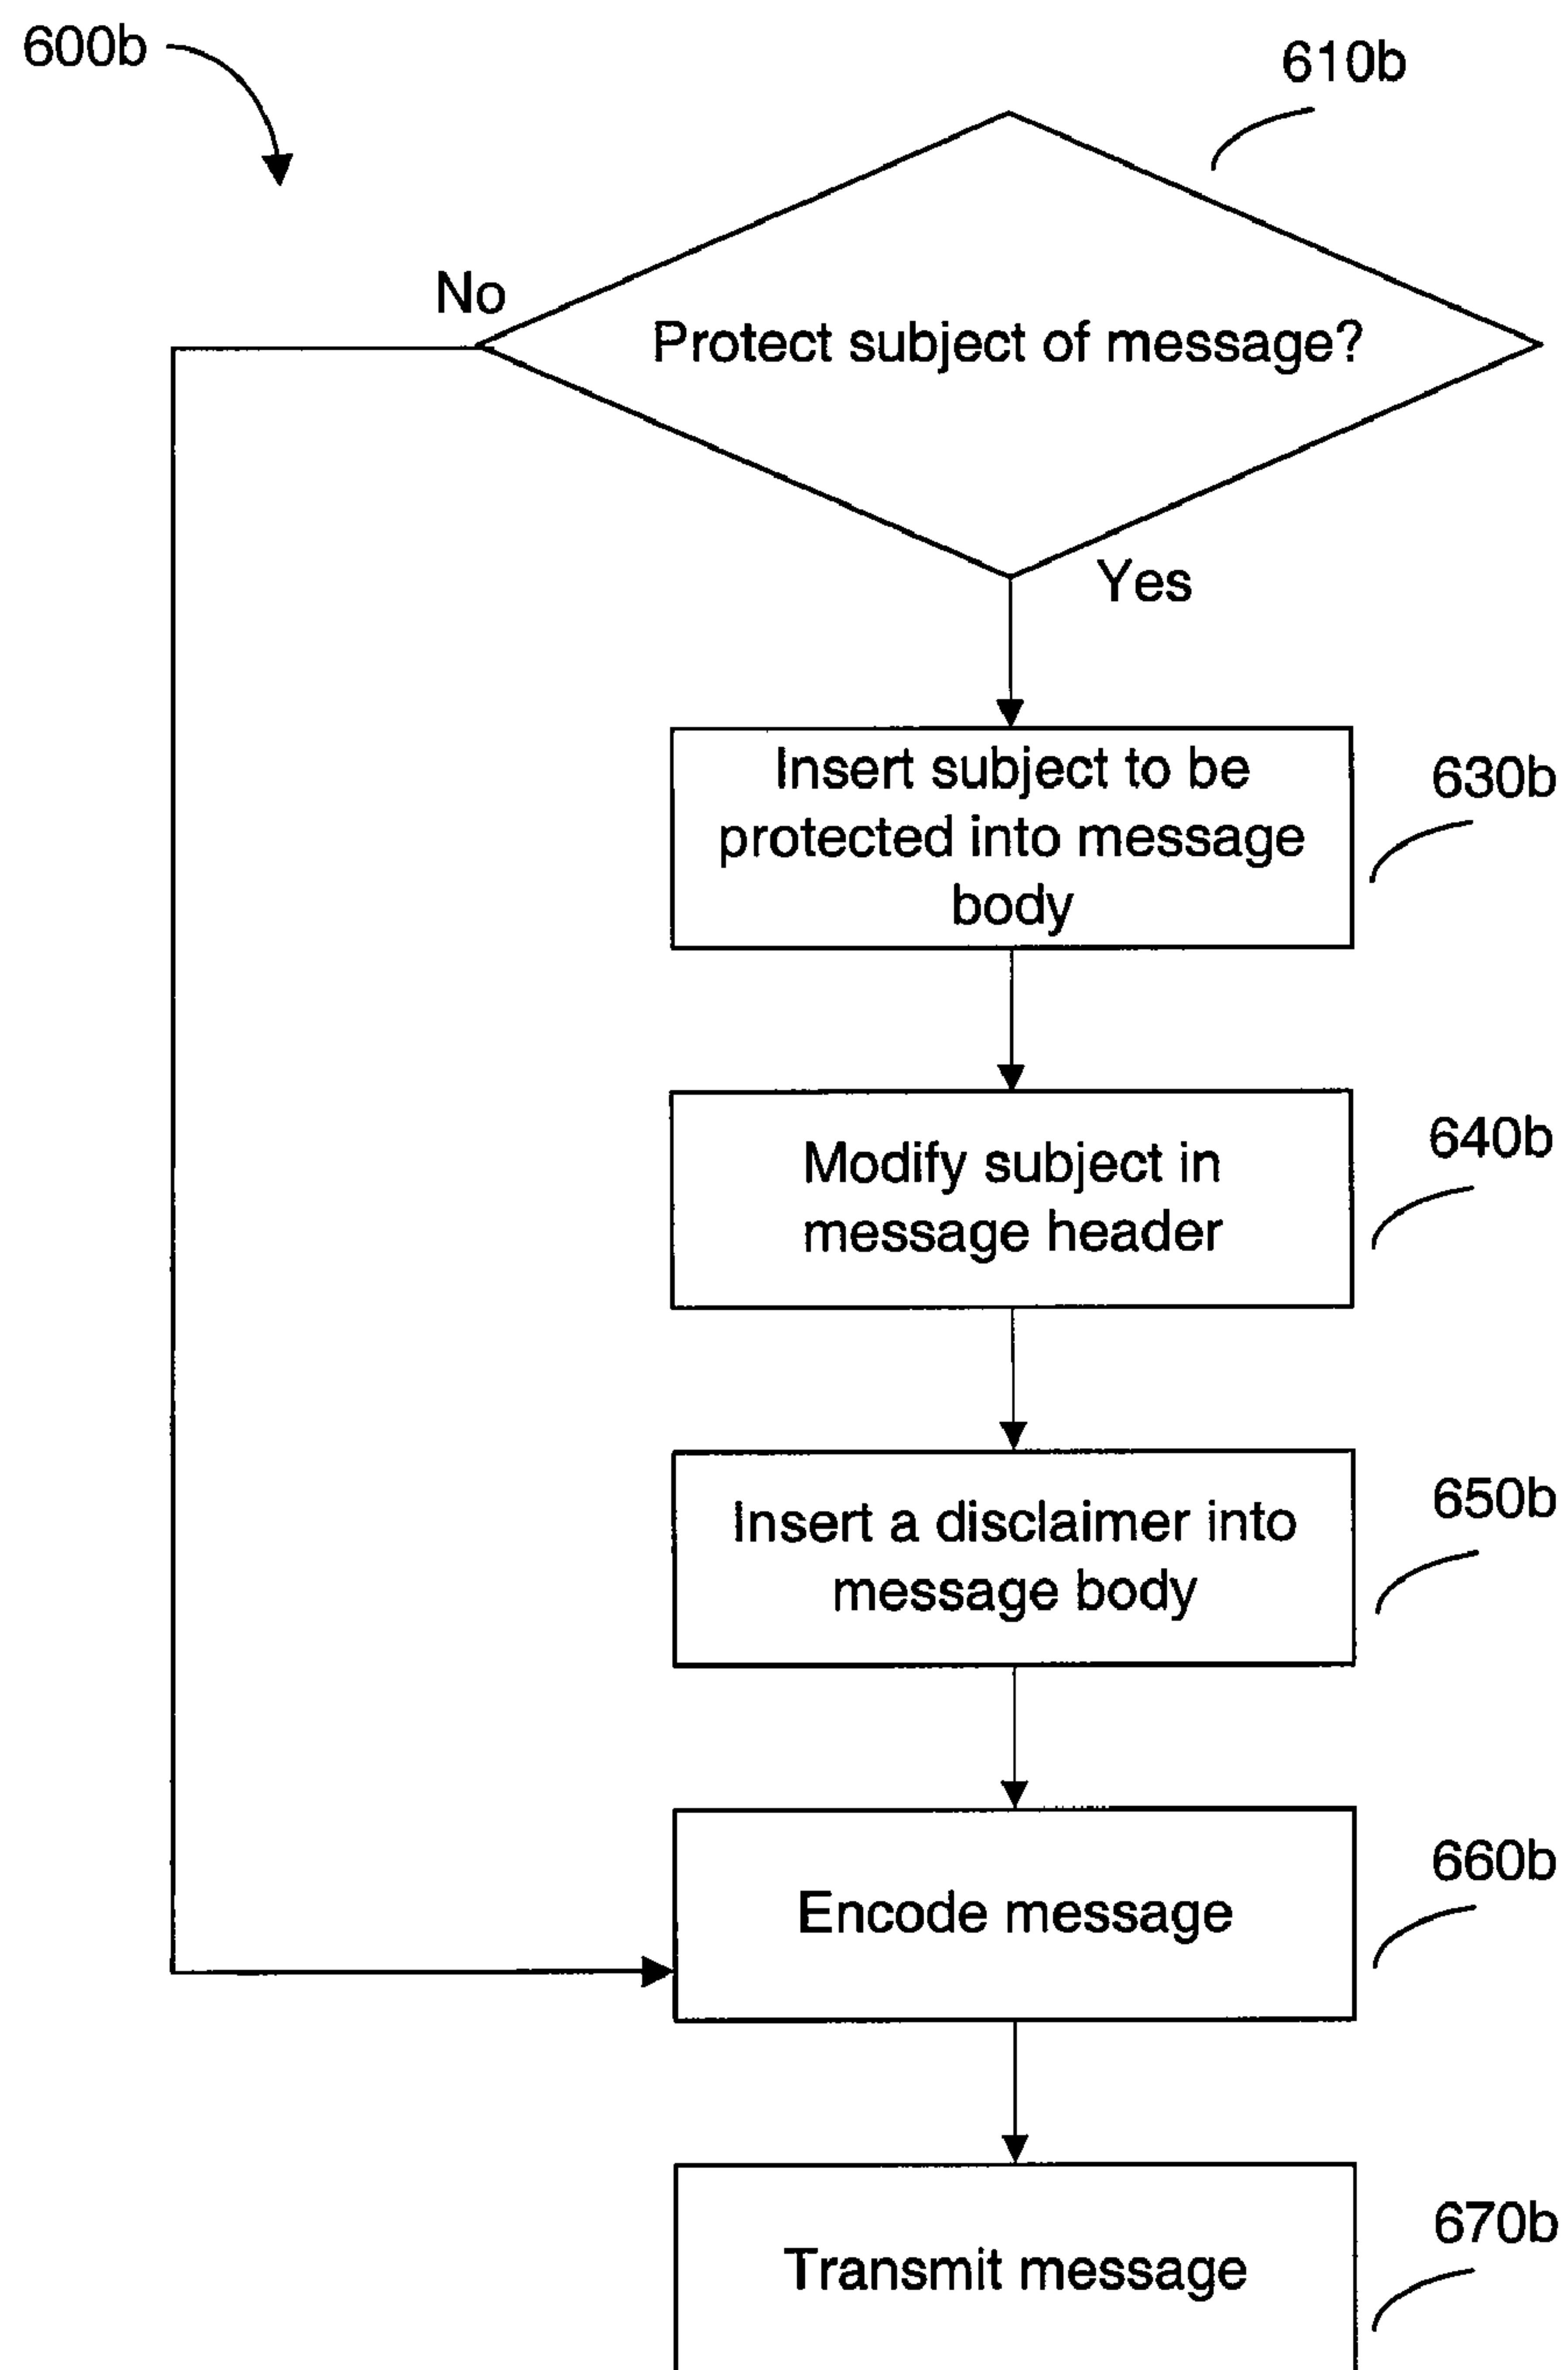 600b
610b
No
Protect subject of message?
Yes
Insert subject to be
protected into message
body
630b
Modify subject in
message header
640b
Insert a disclaimer into
message body
650b
Encode message
660b
Transmit message
670b